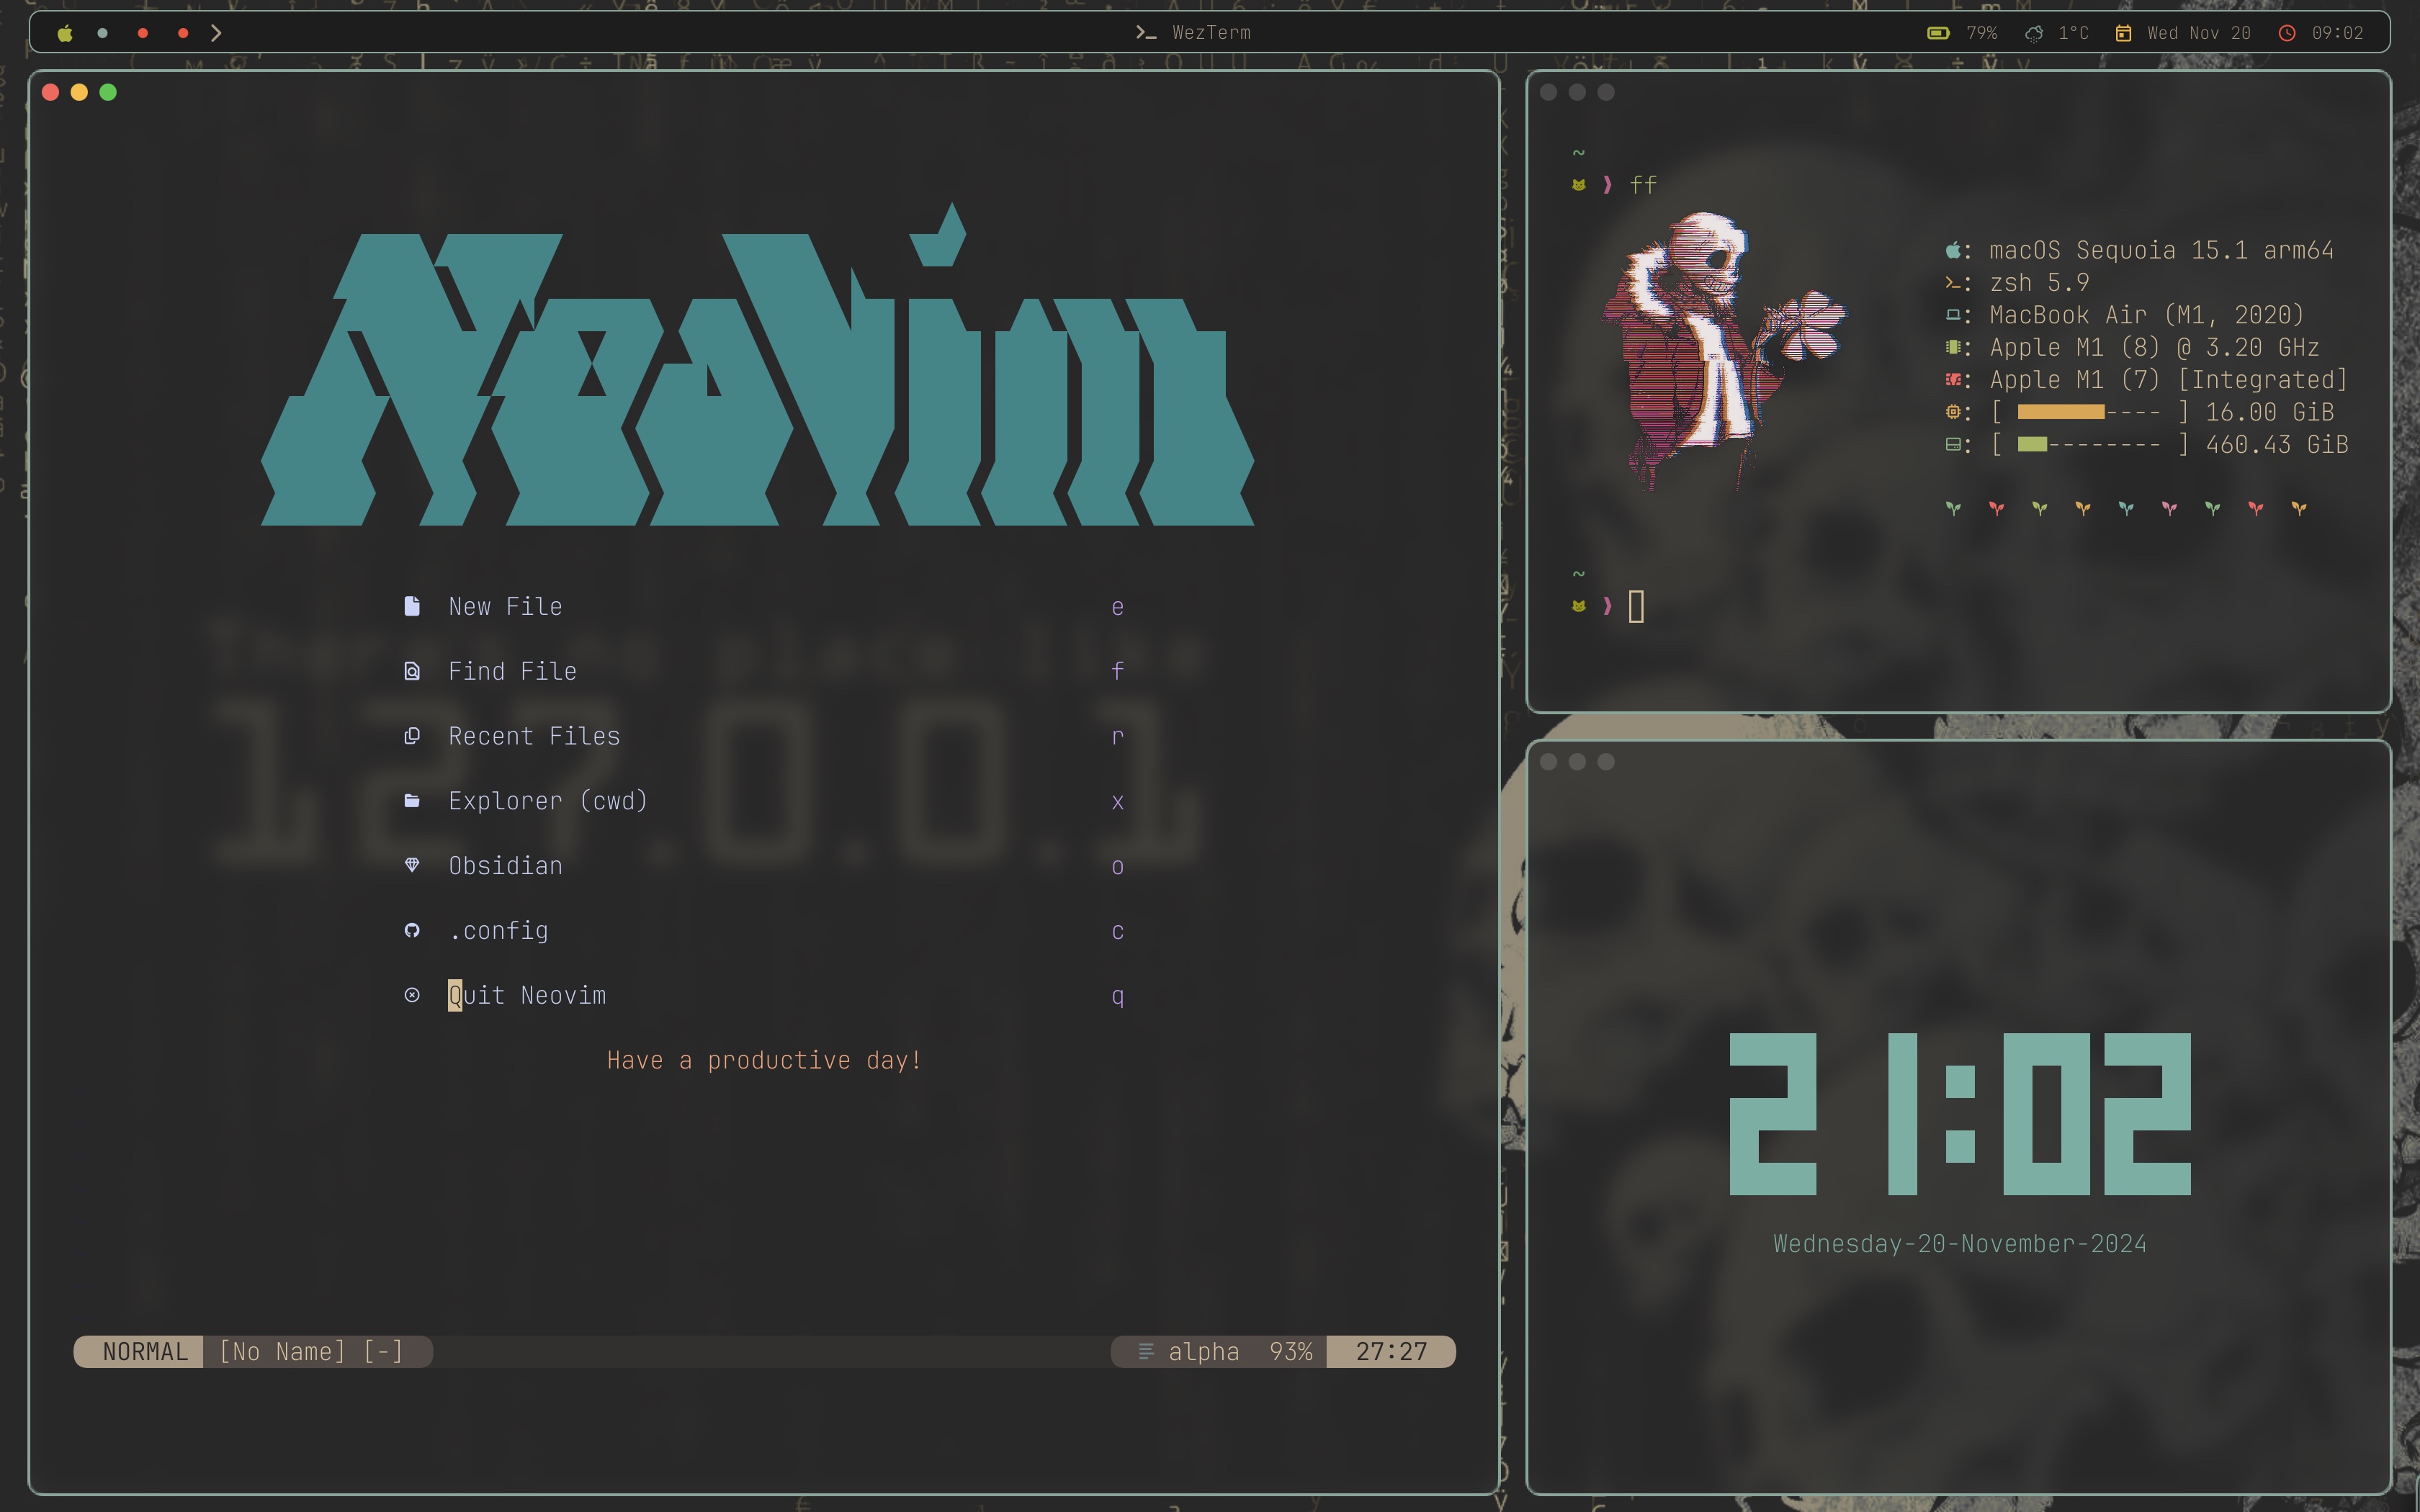 WezTerm
79% 1°C Wed Nov 20 09:02
NeoVim
New File e
Find File f
Recent Files r
Explorer (cwd) x
Obsidian o
.config c
Quit Neovim q
Have a productive day!
There's no place like
127.0.0.1
NORMAL [No Name] [-] alpha 93% 27:27
~
❱ ff
: macOS Sequoia 15.1 arm64
: zsh 5.9
: MacBook Air (M1, 2020)
: Apple M1 (8) @ 3.20 GHz
: Apple M1 (7) [Integrated]
: [ ---- ] 16.00 GiB
: [ -------- ] 460.43 GiB
~
❱
21:02
Wednesday-20-November-2024